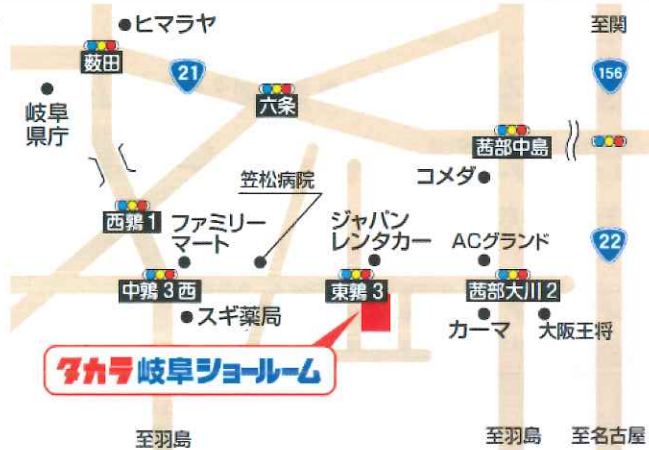 ヒマラヤ
至関
薮田
21
156
岐阜
県庁
六条
茜部中島
コメダ
笠松病院
西鶉1
ファミリー
マート
ジャパン
レンタカー
ACグランド
22
中鶉3西
東鶉3
茜部大川2
スギ薬局
カーマ
大阪王将
タカラ岐阜ショールーム
至羽島
至羽島
至名古屋